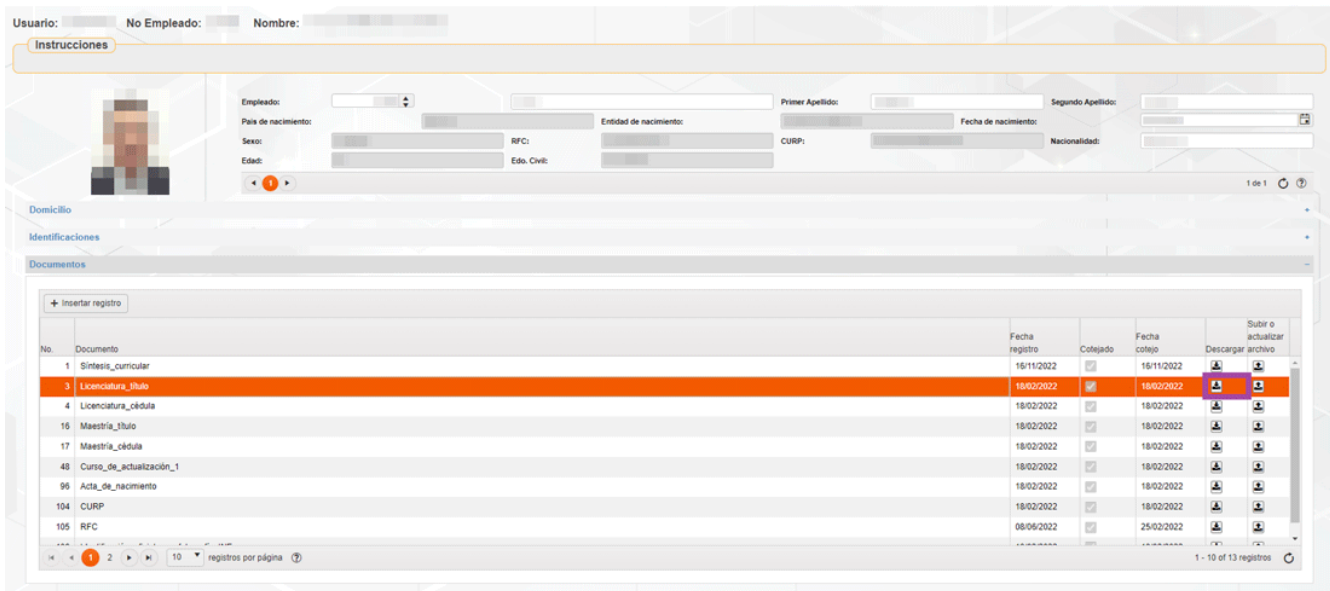 Usuario: No Empleado: Nombre:
Instrucciones
Empleado: Primer Apellido: Segundo Apellido:
País de nacimiento: Entidad de nacimiento: Fecha de nacimiento:
Sexo: RFC: CURP: Nacionalidad:
Edad: Edo. Civil:
1 1 de 1
Domicilio +
Identificaciones +
Documentos −
+ Insertar registro
No. Documento Fecha registro Cotejado Fecha cotejo Descargar Subir o actualizar archivo
1 Síntesis_curricular 16/11/2022 16/11/2022
3 Licenciatura_título 18/02/2022 18/02/2022
4 Licenciatura_cédula 18/02/2022 18/02/2022
16 Maestría_título 18/02/2022 18/02/2022
17 Maestría_cédula 18/02/2022 18/02/2022
48 Curso_de_actualización_1 18/02/2022 18/02/2022
96 Acta_de_nacimiento 18/02/2022 18/02/2022
104 CURP 18/02/2022 18/02/2022
105 RFC 08/06/2022 25/02/2022
1 2 10 registros por página 1 - 10 of 13 registros